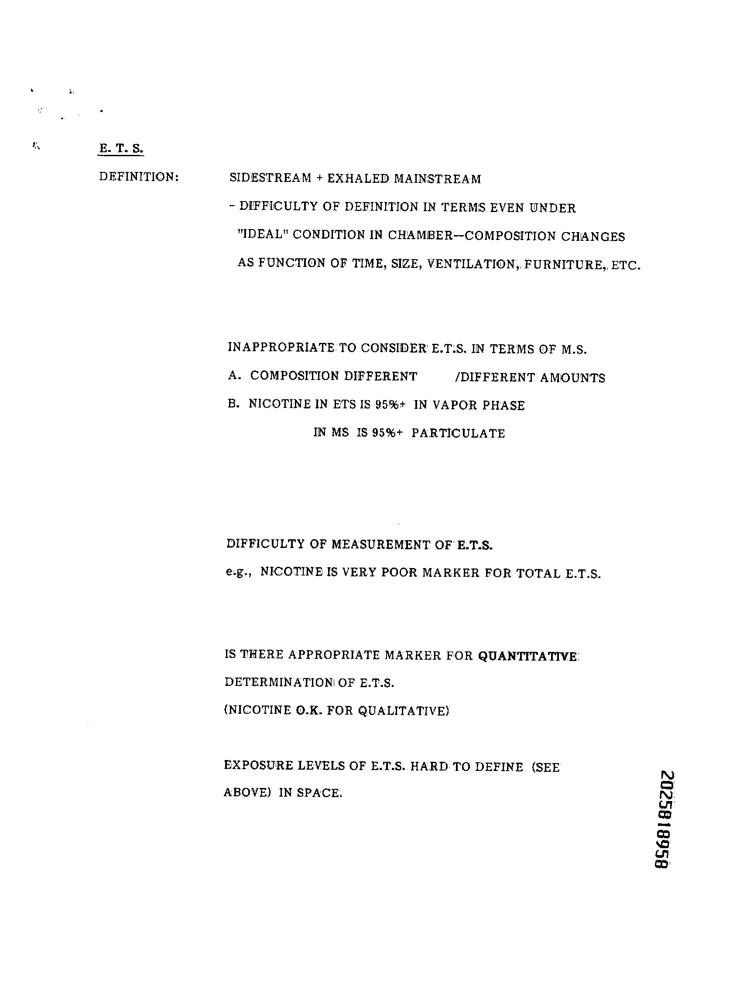 E. T. S.
DEFINITION: SIDESTREAM + EXHALED MAINSTREAM
- DIFFICULTY OF DEFINITION IN TERMS EVEN UNDER
"IDEAL" CONDITION IN CHAMBER--COMPOSITION CHANGES
AS FUNCTION OF TIME, SIZE, VENTILATION, FURNITURE, ETC.
INAPPROPRIATE TO CONSIDER E.T.S. IN TERMS OF M.S.
A. COMPOSITION DIFFERENT /DIFFERENT AMOUNTS
B. NICOTINE IN ETS IS 95%+ IN VAPOR PHASE
IN MS IS 95%+ PARTICULATE
DIFFICULTY OF MEASUREMENT OF E.T.S.
e.g., NICOTINE IS VERY POOR MARKER FOR TOTAL E.T.S.
IS THERE APPROPRIATE MARKER FOR QUANTITATIVE
DETERMINATION OF E.T.S.
(NICOTINE O.K. FOR QUALITATIVE)
EXPOSURE LEVELS OF E.T.S. HARD TO DEFINE (SEE
ABOVE) IN SPACE.
2025818958